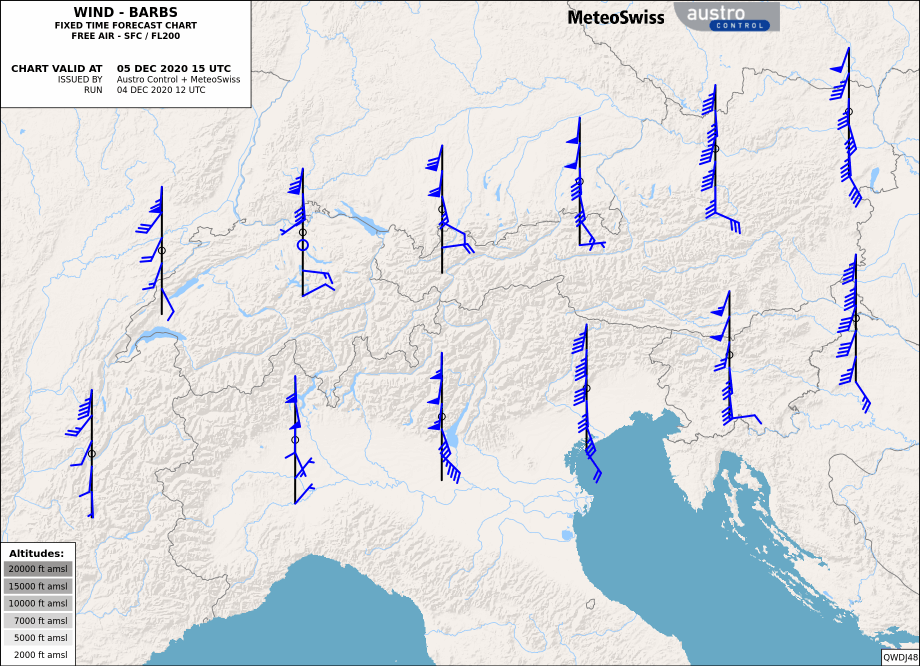 WIND - BARBS
FIXED TIME FORECAST CHART
FREE AIR - SFC / FL200
CHART VALID AT 05 DEC 2020 15 UTC
ISSUED BY Austro Control + MeteoSwiss
RUN 04 DEC 2020 12 UTC
MeteoSwiss
austro
CONTROL
Altitudes:
20000 ft amsl
15000 ft amsl
10000 ft amsl
7000 ft amsl
5000 ft amsl
2000 ft amsl
QWDJ48